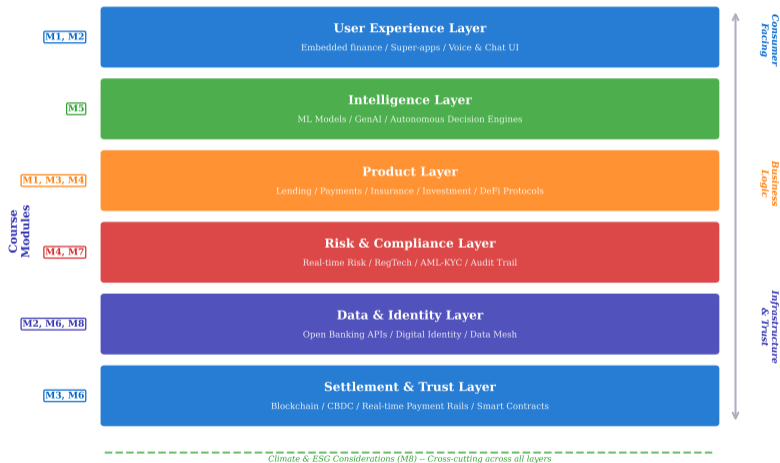 M1, M2
User Experience Layer
Embedded finance / Super-apps / Voice & Chat UI
Consumer
Facing
M5
Intelligence Layer
ML Models / GenAI / Autonomous Decision Engines
M1, M3, M4
Product Layer
Lending / Payments / Insurance / Investment / DeFi Protocols
Business
Logic
Course
Modules
M4, M7
Risk & Compliance Layer
Real-time Risk / RegTech / AML-KYC / Audit Trail
M2, M6, M8
Data & Identity Layer
Open Banking APIs / Digital Identity / Data Mesh
Infrastructure
& Trust
M3, M6
Settlement & Trust Layer
Blockchain / CBDC / Real-time Payment Rails / Smart Contracts
Climate & ESG Considerations (M8) -- Cross-cutting across all layers